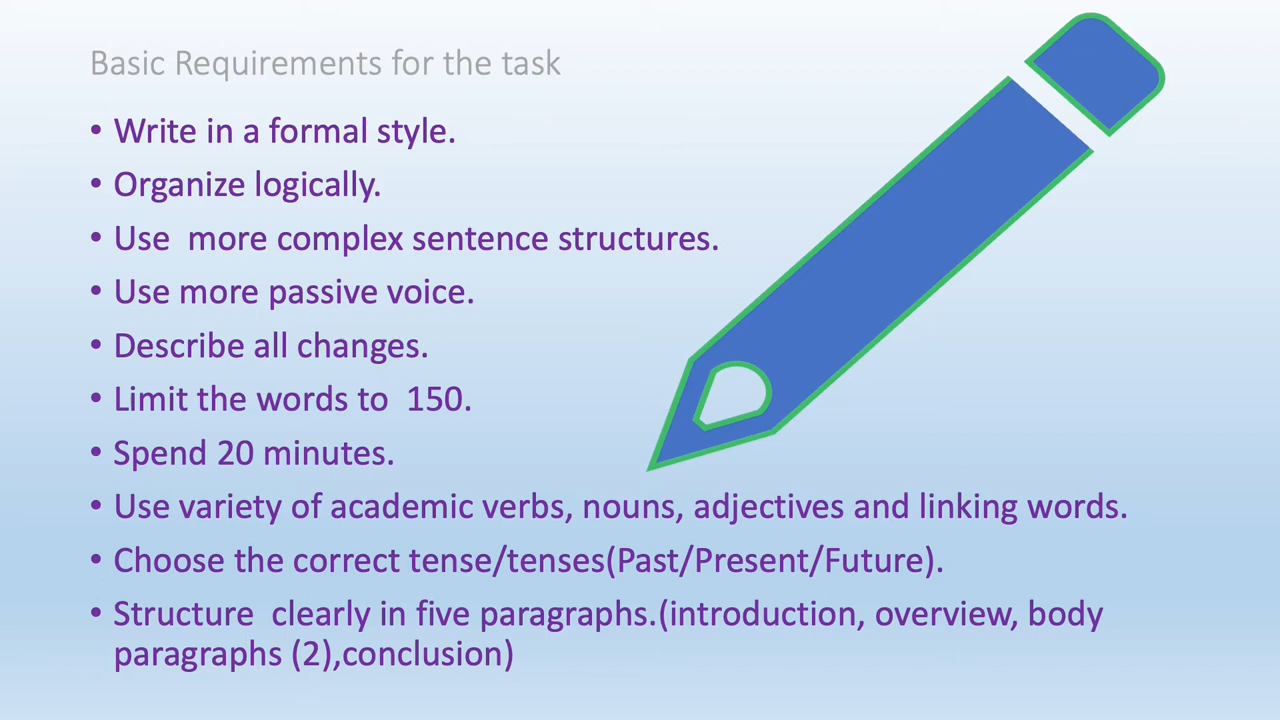 Basic Requirements for the task
• Write in a formal style.
• Organize logically.
• Use  more complex sentence structures.
• Use more passive voice.
• Describe all changes.
• Limit the words to  150.
• Spend 20 minutes.
• Use variety of academic verbs, nouns, adjectives and linking words.
• Choose the correct tense/tenses(Past/Present/Future).
• Structure  clearly in five paragraphs.(introduction, overview, body
paragraphs (2),conclusion)